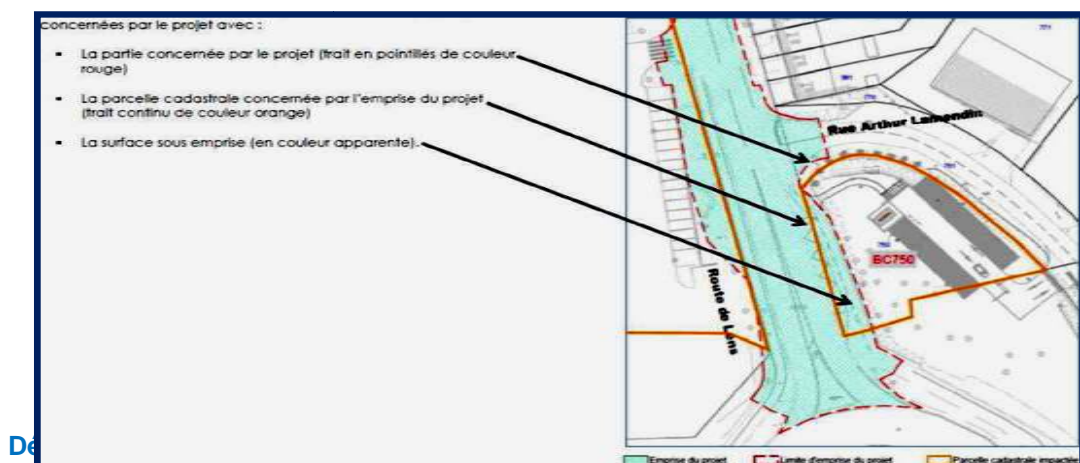 concernées par le projet avec :
▪ La partie concernée par le projet (trait en pointillés de couleur
rouge)
▪ La parcelle cadastrale concernée par l'emprise du projet
(trait continu de couleur orange)
▪ La surface sous emprise (en couleur apparente).
Rue Arthur Lamendin
BC750
Route de Lens
Dé
Emprise du projet
Limite d'emprise du projet
Parcelle cadastrale impactée